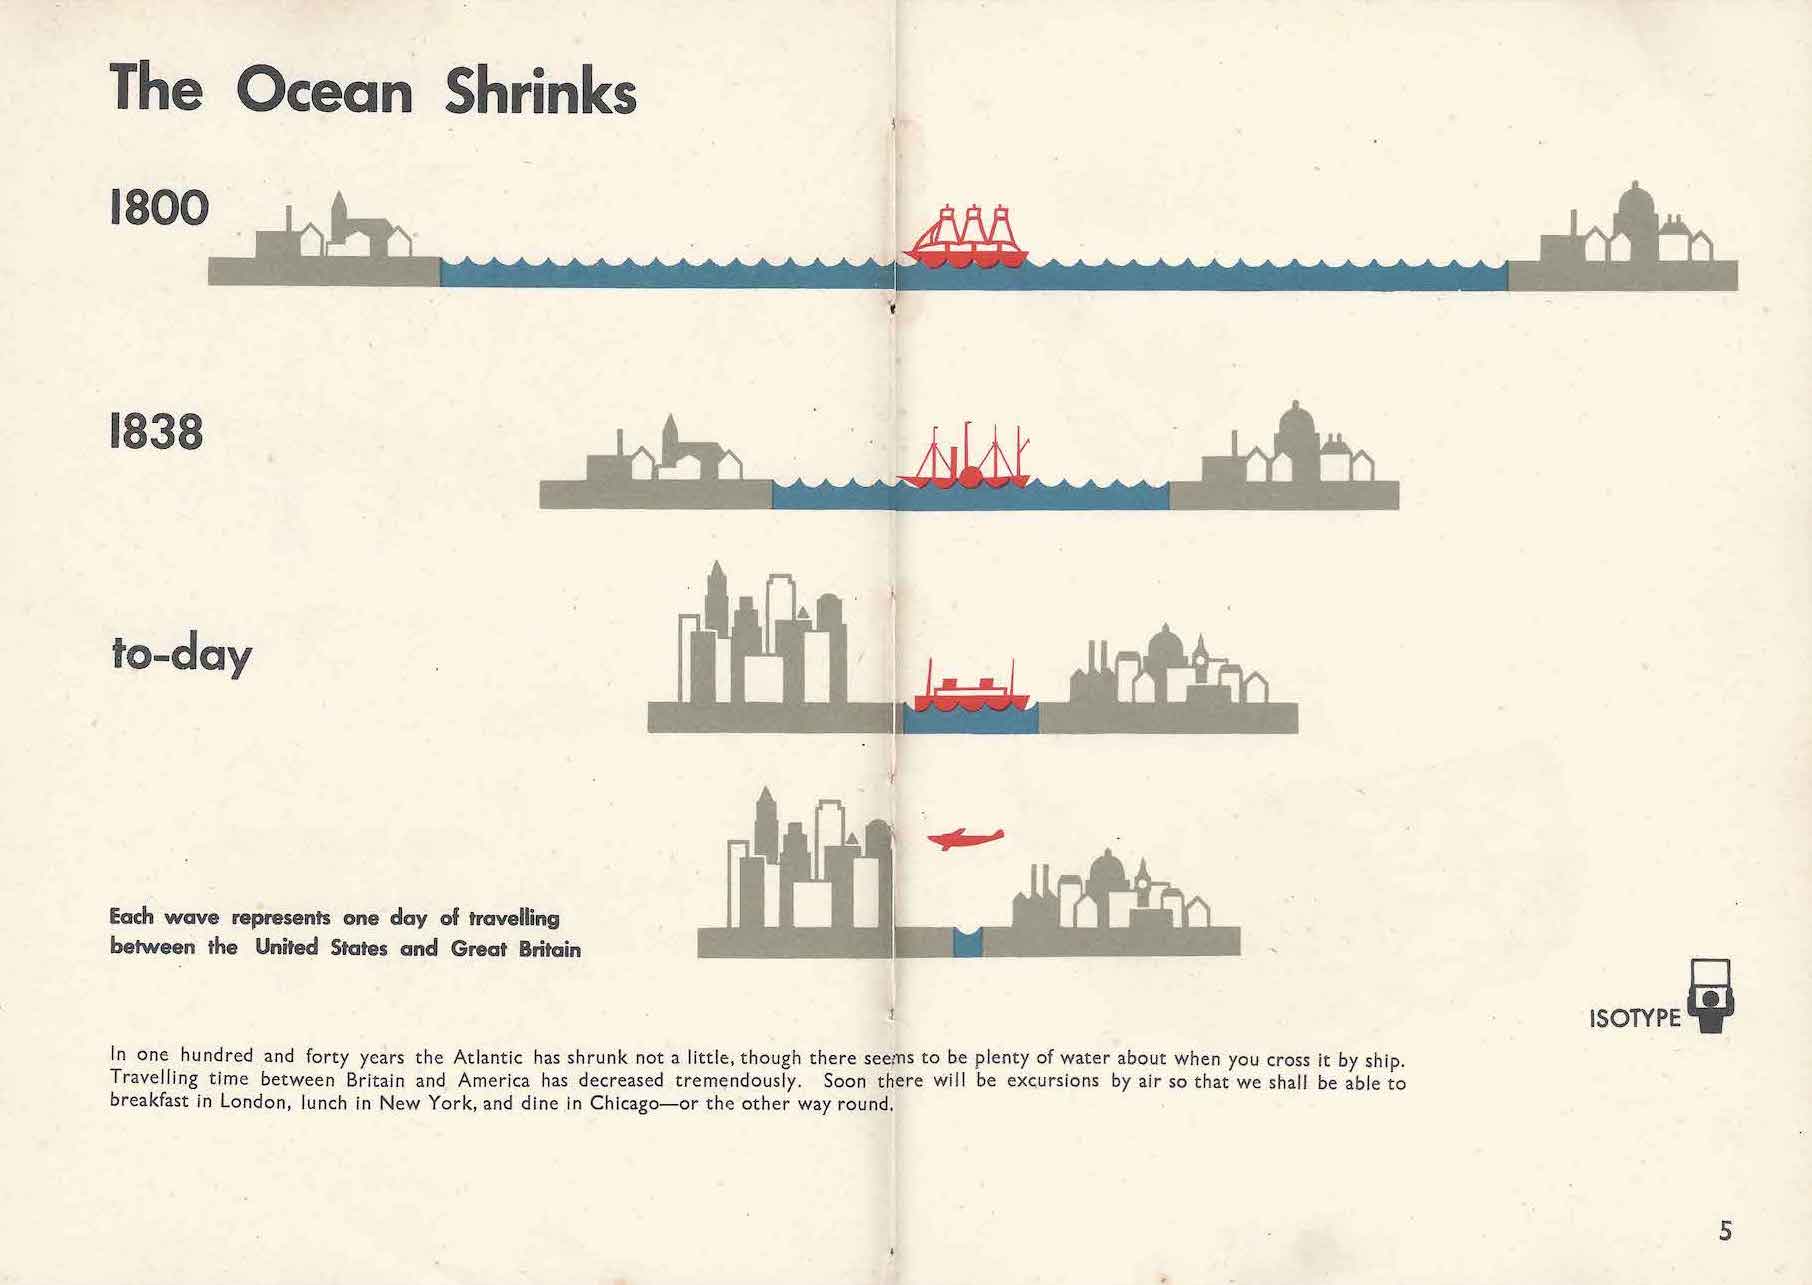 The Ocean Shrinks
1800
1838
to-day
Each wave represents one day of travelling
between the United States and Great Britain
ISOTYPE
In one hundred and forty years the Atlantic has shrunk not a little, though there seems to be plenty of water about when you cross it by ship.
Travelling time between Britain and America has decreased tremendously. Soon there will be excursions by air so that we shall be able to
breakfast in London, lunch in New York, and dine in Chicago—or the other way round.
5